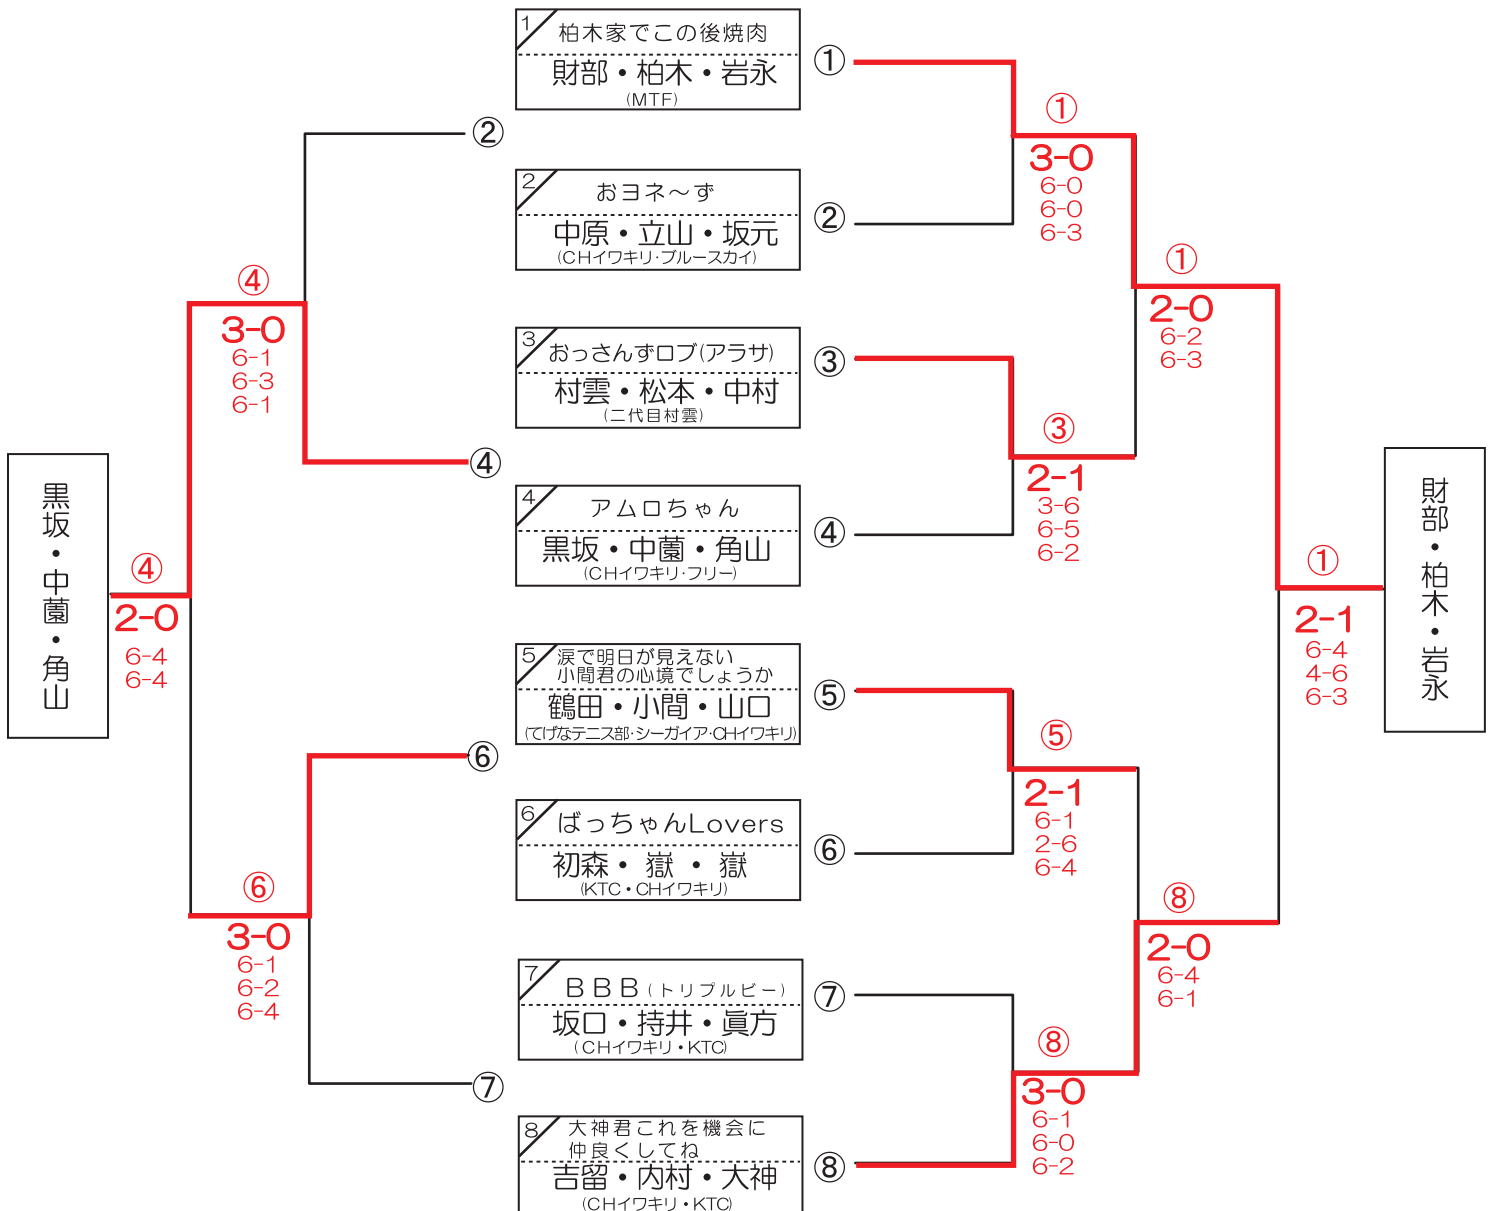 1
柏木家でこの後焼肉
財部・柏木・岩永
(MTF)
2
おヨネ～ず
中原・立山・坂元
(CHイワキリ・ブルースカイ)
3
おっさんずロブ(アラサ)
村雲・松本・中村
(二代目村雲)
4
アムロちゃん
黒坂・中薗・角山
(CHイワキリ・フリー)
5
涙で明日が見えない
小間君の心境でしょうか
鶴田・小間・山口
(てげなテニス部・シーガイア・CHイワキリ)
6
ばっちゃんLovers
初森・嶽・嶽
(KTC・CHイワキリ)
7
BBB(トリプルビー)
坂口・持井・眞方
(CHイワキリ・KTC)
8
大神君これを機会に
仲良くしてね
吉留・内村・大神
(CHイワキリ・KTC)
①
②
③
④
⑤
⑥
⑦
⑧
①
3-0
6-0
6-0
6-3
③
2-1
3-6
6-5
6-2
⑤
2-1
6-1
2-6
6-4
⑧
3-0
6-1
6-0
6-2
①
2-0
6-2
6-3
⑧
2-0
6-4
6-1
①
2-1
6-4
4-6
6-3
財部・柏木・岩永
②
④
⑥
⑦
④
3-0
6-1
6-3
6-1
⑥
3-0
6-1
6-2
6-4
④
2-0
6-4
6-4
黒坂・中薗・角山